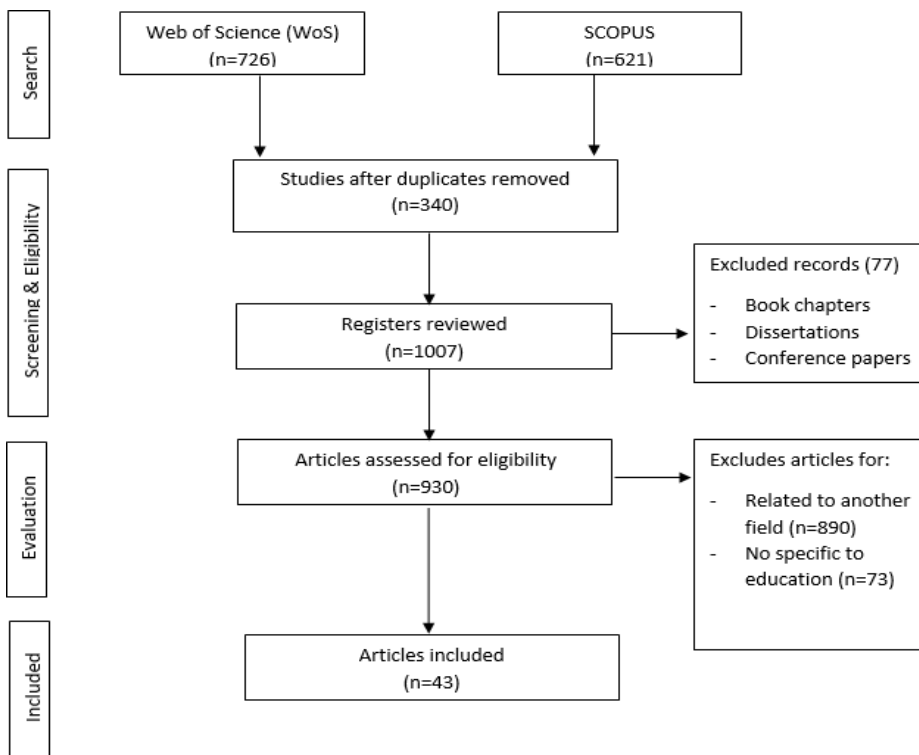 Search
Web of Science (WoS)
(n=726)
SCOPUS
(n=621)
Screening & Eligibility
Studies after duplicates removed
(n=340)
Registers reviewed
(n=1007)
Excluded records (77)
- Book chapters
- Dissertations
- Conference papers
Evaluation
Articles assessed for eligibility
(n=930)
Excludes articles for:
- Related to another
field (n=890)
- No specific to
education (n=73)
Included
Articles included
(n=43)